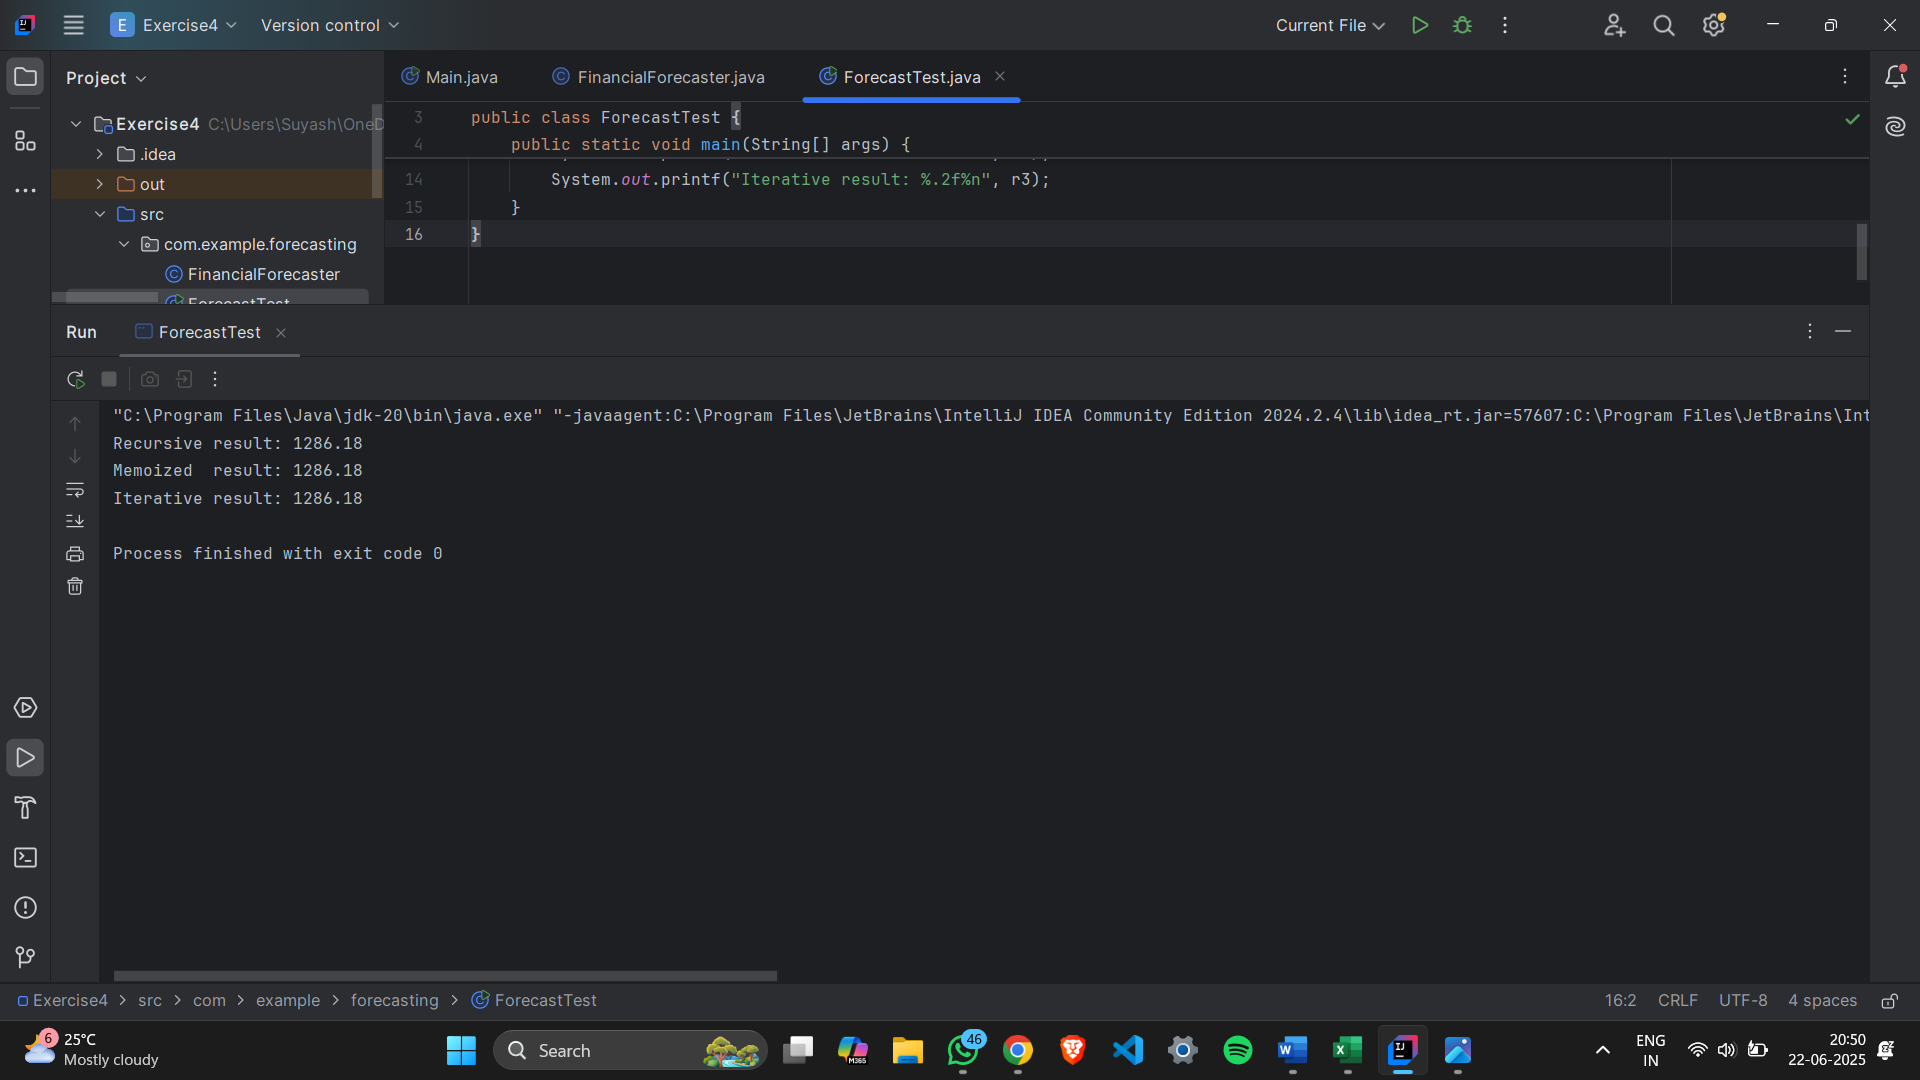 Exercise4
Version control
Current File
Project
Main.java
FinancialForecaster.java
ForecastTest.java
Exercise4 C:\Users\Suyash\OneD
.idea
out
src
com.example.forecasting
FinancialForecaster
ForecastTest
3 public class ForecastTest {
4 public static void main(String[] args) {
14 System.out.printf("Iterative result: %.2f%n", r3);
15 }
16 }
Run ForecastTest
"C:\Program Files\Java\jdk-20\bin\java.exe" "-javaagent:C:\Program Files\JetBrains\IntelliJ IDEA Community Edition 2024.2.4\lib\idea_rt.jar=57607:C:\Program Files\JetBrains\Int
Recursive result: 1286.18
Memoized  result: 1286.18
Iterative result: 1286.18
Process finished with exit code 0
Exercise4 > src > com > example > forecasting > ForecastTest
16:2 CRLF UTF-8 4 spaces
6
25°C
Mostly cloudy
Search
M365
46
ENG
IN
20:50
22-06-2025